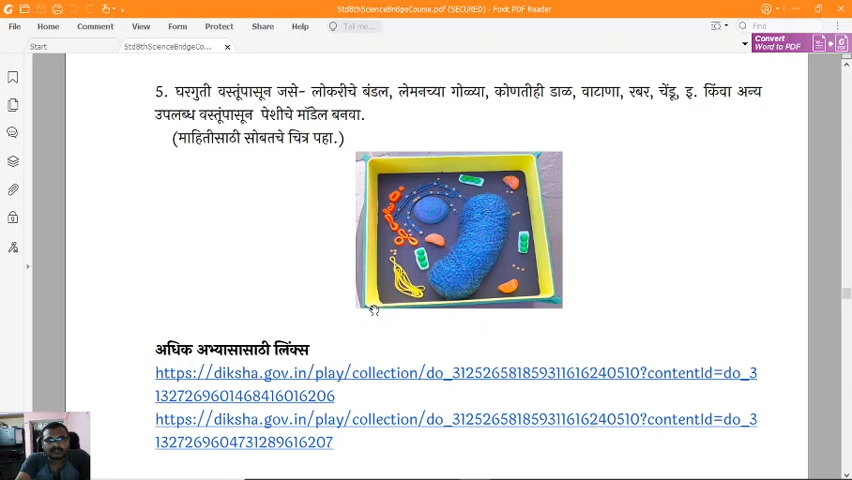 Std8thScienceBridgeCourse.pdf (SECURED) - Foxit PDF Reader
File Home Comment View Form Protect Share Help Tell me... Find
Start Std8thScienceBridgeCo...
Convert
Word to PDF
5. घरगुती वस्तूंपासून जसे- लोकरीचे बंडल, लेमनच्या गोळ्या, कोणतीही डाळ, वाटाणा, रबर, चेंडू, इ. किंवा अन्य
उपलब्ध वस्तूंपासून पेशीचे मॉडेल बनवा.
(माहितीसाठी सोबतचे चित्र पहा.)
अधिक अभ्यासासाठी लिंक्स
https://diksha.gov.in/play/collection/do_31252658185931161624​0510?contentId=do_3
1327269601468416016206
https://diksha.gov.in/play/collection/do_312526581859311616240510?contentId=do_3
1327269604731289616207